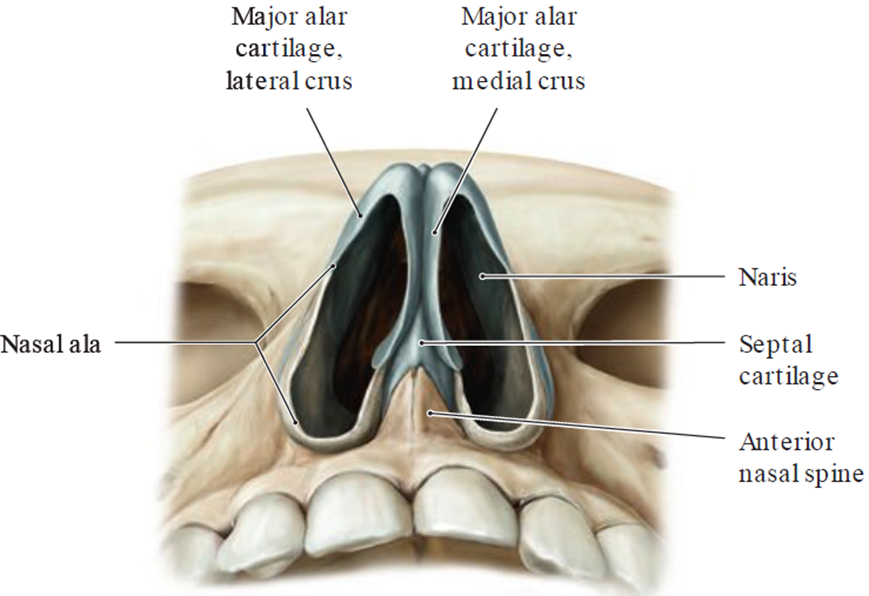 Major alar
cartilage,
lateral crus
Major alar
cartilage,
medial crus
Naris
Nasal ala
Septal
cartilage
Anterior
nasal spine